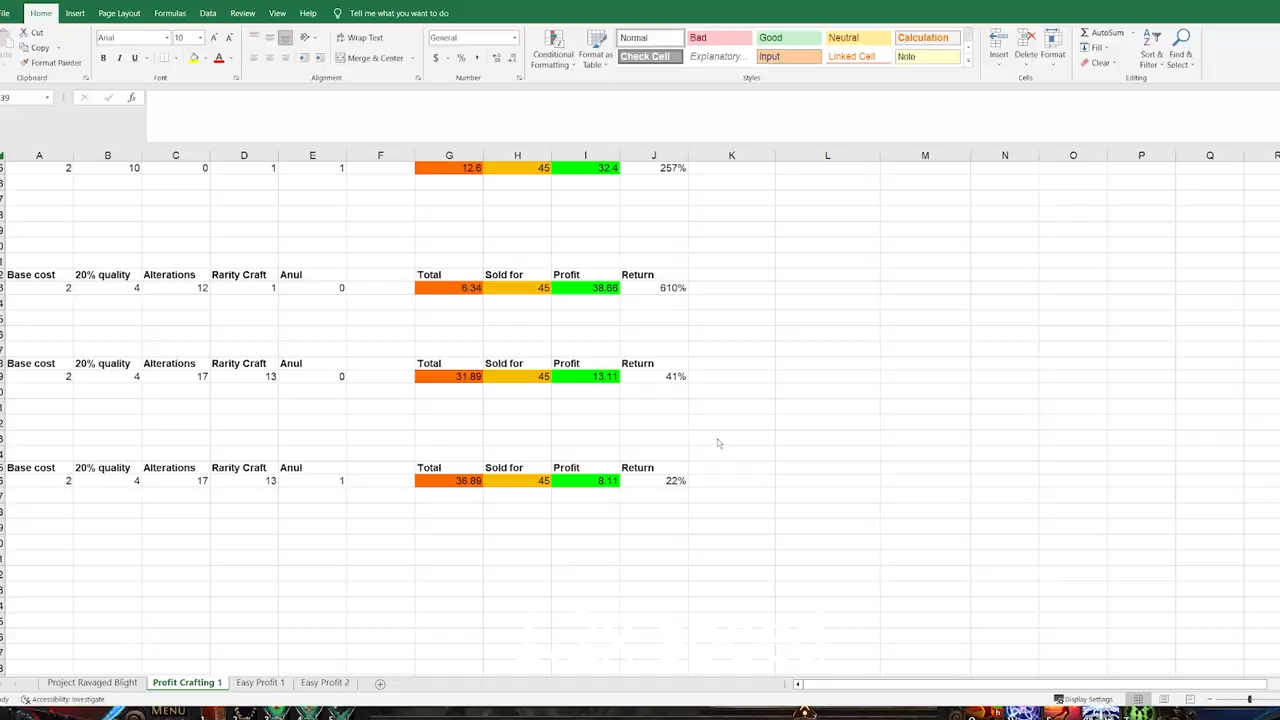 File Home Insert Page Layout Formulas Data Review View Help Tell me what you want to do
Cut
Copy
Format Painter
Clipboard
Arial 10
B I U
A A
Font
Wrap Text
Merge & Center
Alignment
General
$ % ,
Number
Conditional Formatting
Format as Table
Normal Bad Good Neutral Calculation
Check Cell Explanatory... Input Linked Cell Note
Styles
Insert Delete Format
Cells
AutoSum
Fill
Clear
Sort & Filter
Find & Select
Editing
39 fx
A B C D E F G H I J K L M N O P Q R
2 10 0 1 1 12.6 45 32.4 257%
Base cost 20% quality Alterations Rarity Craft Anul Total Sold for Profit Return
2 4 12 1 0 6.34 45 38.66 610%
Base cost 20% quality Alterations Rarity Craft Anul Total Sold for Profit Return
2 4 17 13 0 31.89 45 13.11 41%
Base cost 20% quality Alterations Rarity Craft Anul Total Sold for Profit Return
2 4 17 13 1 36.89 45 8.11 22%
Project Ravaged Blight Profit Crafting 1 Easy Profit 1 Easy Profit 2
Accessibility: Investigate Display Settings
MENU